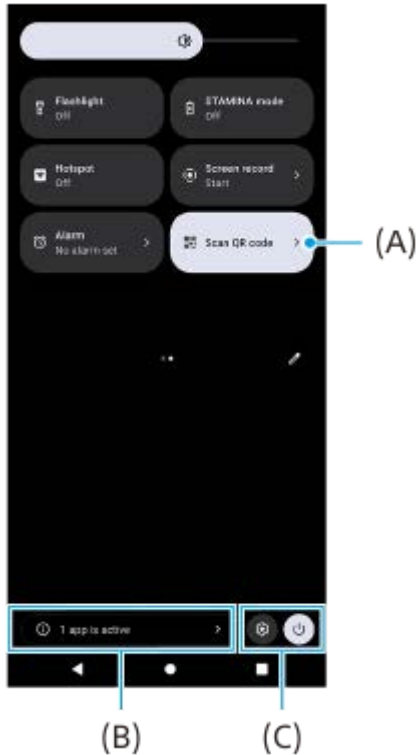 Flashlight
Off
STAMINA mode
Off
Hotspot
Off
Screen record
Start
Alarm
No alarm set
Scan QR code
(A)
1 app is active
(B)
(C)